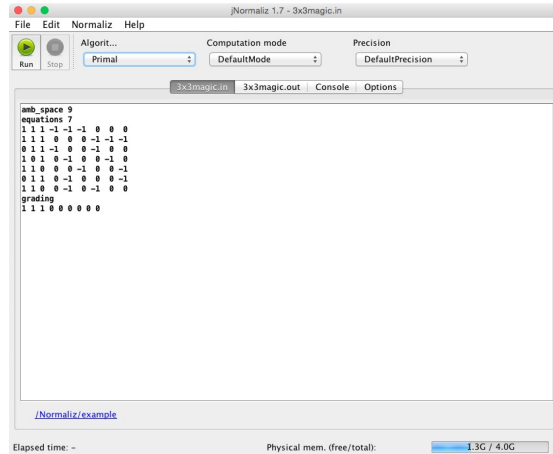 jNormaliz 1.7 - 3x3magic.in
File Edit Normaliz Help
Run Stop
Algorit... Computation mode Precision
Primal DefaultMode DefaultPrecision
3x3magic.in 3x3magic.out Console Options
amb_space 9
equations 7
1 1 1 -1 -1 -1 0 0 0
1 1 1 0 0 0 -1 -1 -1
0 1 1 -1 0 0 -1 0 0
1 0 1 0 -1 0 0 -1 0
1 1 0 0 0 -1 0 0 -1
0 1 1 0 -1 0 0 0 -1
1 1 0 0 -1 0 -1 0 0
grading
1 1 1 0 0 0 0 0 0
/Normaliz/example
Elapsed time: - Physical mem. (free/total): 1.3G / 4.0G